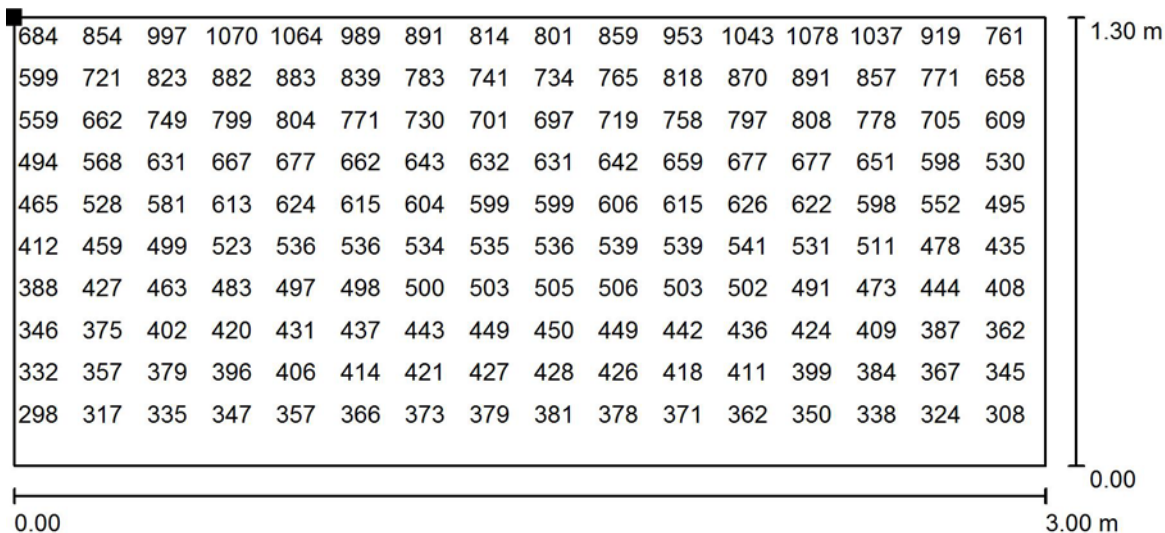 684 854 997 1070 1064 989 891 814 801 859 953 1043 1078 1037 919 761 1.30 m
599 721 823 882 883 839 783 741 734 765 818 870 891 857 771 658
559 662 749 799 804 771 730 701 697 719 758 797 808 778 705 609
494 568 631 667 677 662 643 632 631 642 659 677 677 651 598 530
465 528 581 613 624 615 604 599 599 606 615 626 622 598 552 495
412 459 499 523 536 536 534 535 536 539 539 541 531 511 478 435
388 427 463 483 497 498 500 503 505 506 503 502 491 473 444 408
346 375 402 420 431 437 443 449 450 449 442 436 424 409 387 362
332 357 379 396 406 414 421 427 428 426 418 411 399 384 367 345
298 317 335 347 357 366 373 379 381 378 371 362 350 338 324 308
0.00
0.00 3.00 m